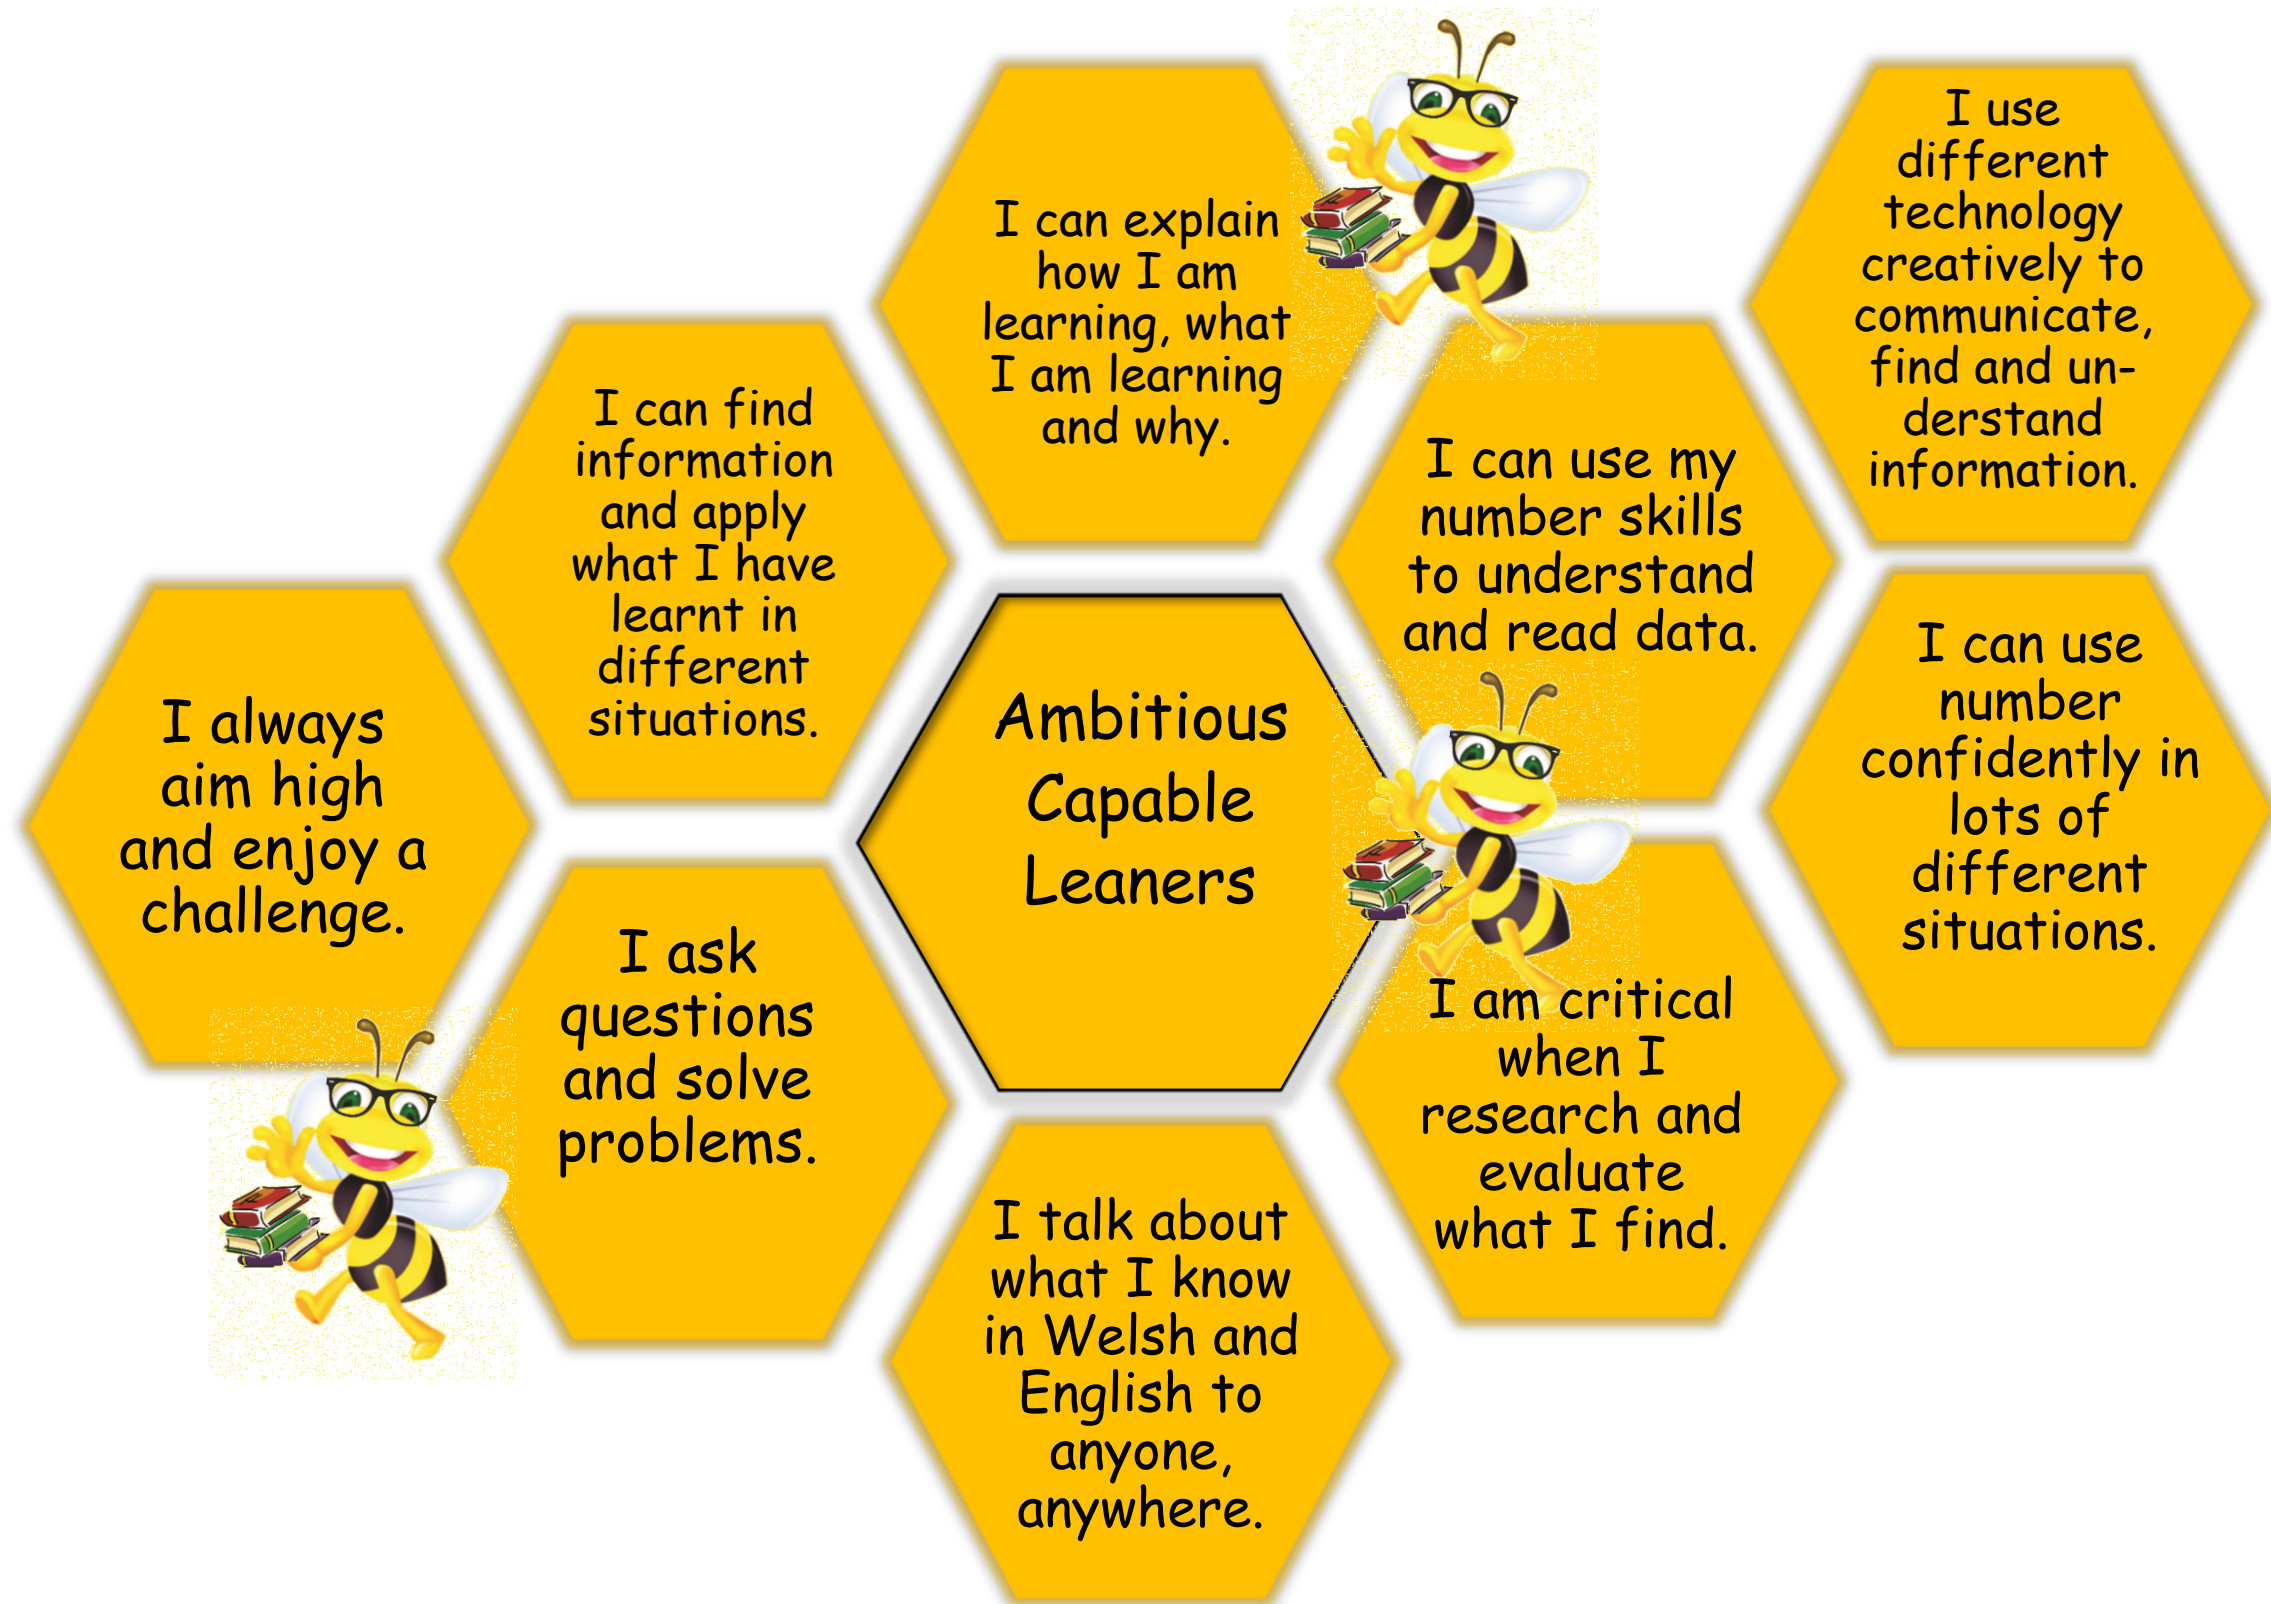 I always
aim high
and enjoy a
challenge.
I can find
information
and apply
what I have
learnt in
different
situations.
I ask
questions
and solve
problems.
I can explain
how I am
learning, what
I am learning
and why.
Ambitious
Capable
Leaners
I talk about
what I know
in Welsh and
English to
anyone,
anywhere.
I can use my
number skills
to understand
and read data.
I am critical
when I
research and
evaluate
what I find.
I use
different
technology
creatively to
communicate,
find and un-
derstand
information.
I can use
number
confidently in
lots of
different
situations.